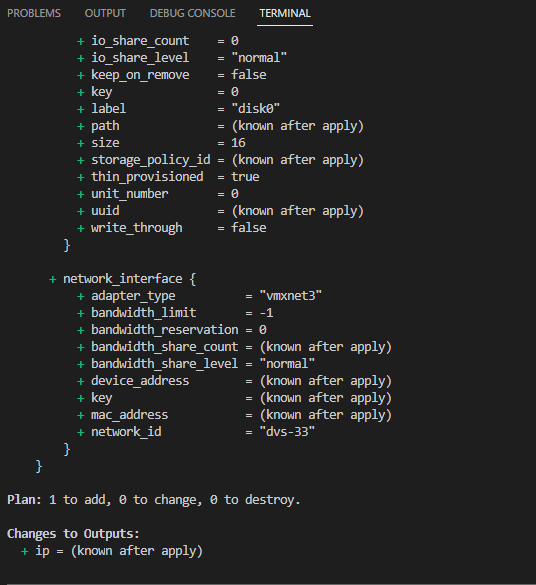 PROBLEMS OUTPUT DEBUG CONSOLE TERMINAL
+ io_share_count    = 0
+ io_share_level    = "normal"
+ keep_on_remove    = false
+ key               = 0
+ label             = "disk0"
+ path              = (known after apply)
+ size              = 16
+ storage_policy_id = (known after apply)
+ thin_provisioned  = true
+ unit_number       = 0
+ uuid              = (known after apply)
+ write_through     = false
}
+ network_interface {
+ adapter_type          = "vmxnet3"
+ bandwidth_limit       = -1
+ bandwidth_reservation = 0
+ bandwidth_share_count = (known after apply)
+ bandwidth_share_level = "normal"
+ device_address        = (known after apply)
+ key                   = (known after apply)
+ mac_address           = (known after apply)
+ network_id            = "dvs-33"
}
}
Plan: 1 to add, 0 to change, 0 to destroy.
Changes to Outputs:
+ ip = (known after apply)